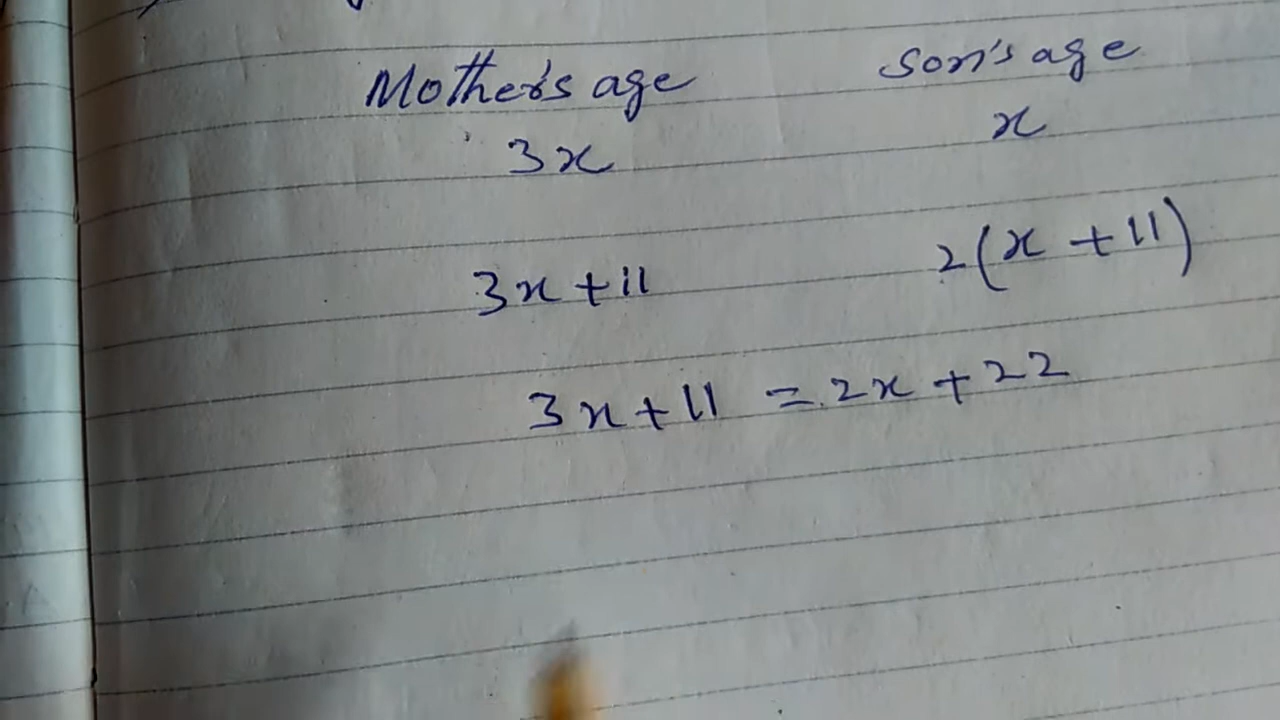 Mother's age son's age
3x x
3x + 11 2(x + 11)
3x + 11 = 2x + 22